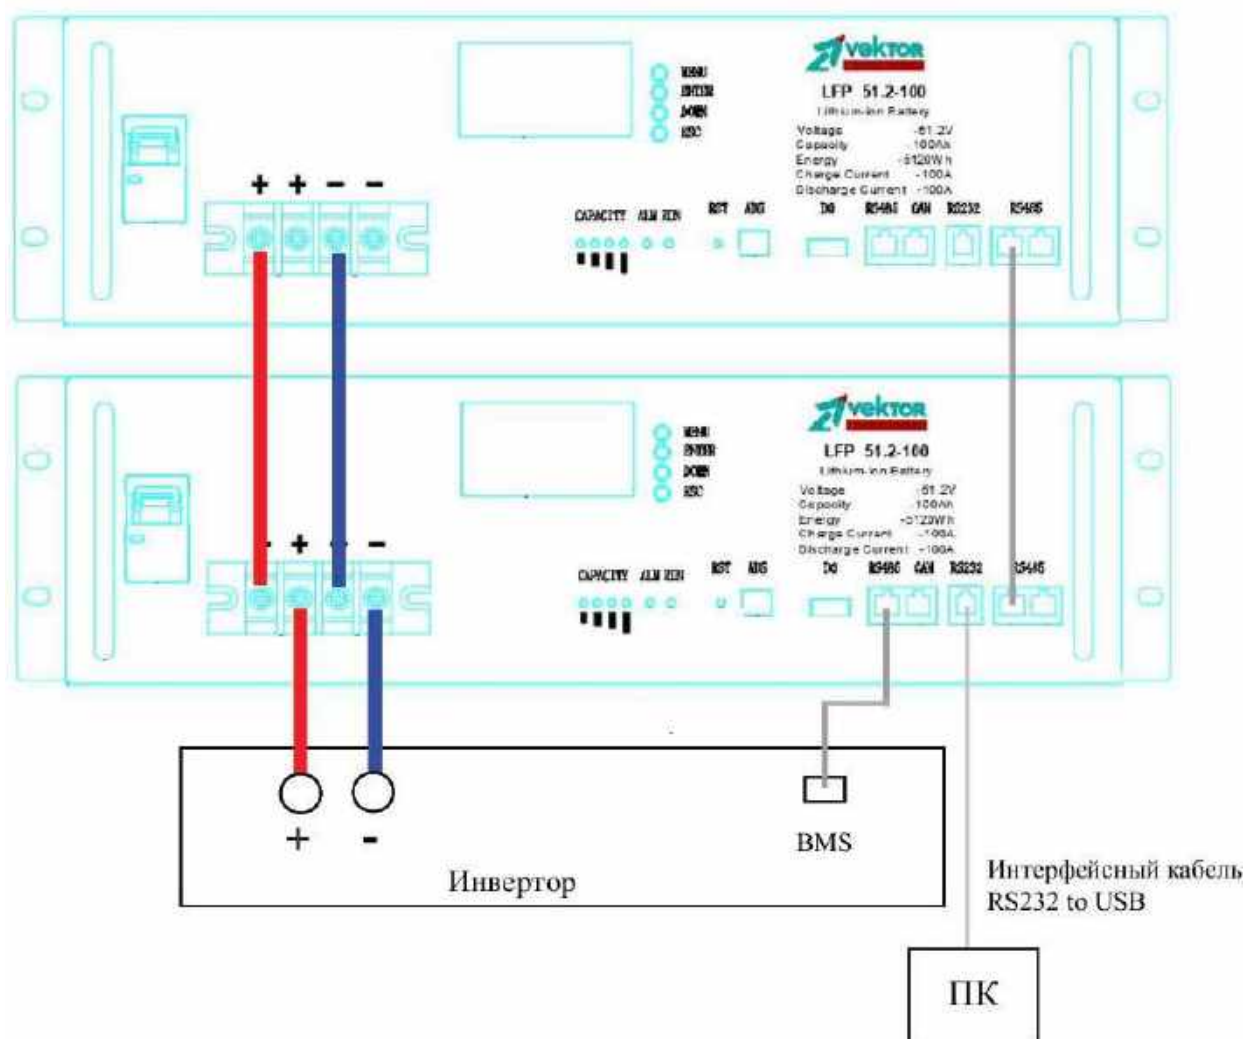 vektor
LFP 51.2-100
Lithium-ion Battery
MENU
ENTER
DOWN
ESC
Voltage -51.2V
Capacity -100Ah
Energy -5120Wh
Charge Current -100A
Discharge Current -100A
+ + - -
CAPACITY ALM RUN RST ADS DO RS485 CAN RS232 RS485
vektor
LFP 51.2-100
Lithium-ion Battery
MENU
ENTER
DOWN
ESC
Voltage -51.2V
Capacity -100Ah
Energy -5120Wh
Charge Current -100A
Discharge Current -100A
+ -
CAPACITY ALM RUN RST ADS DO RS485 CAN RS232 RS485
+ -
BMS
Инвертор
Интерфейсный кабель
RS232 to USB
ПК